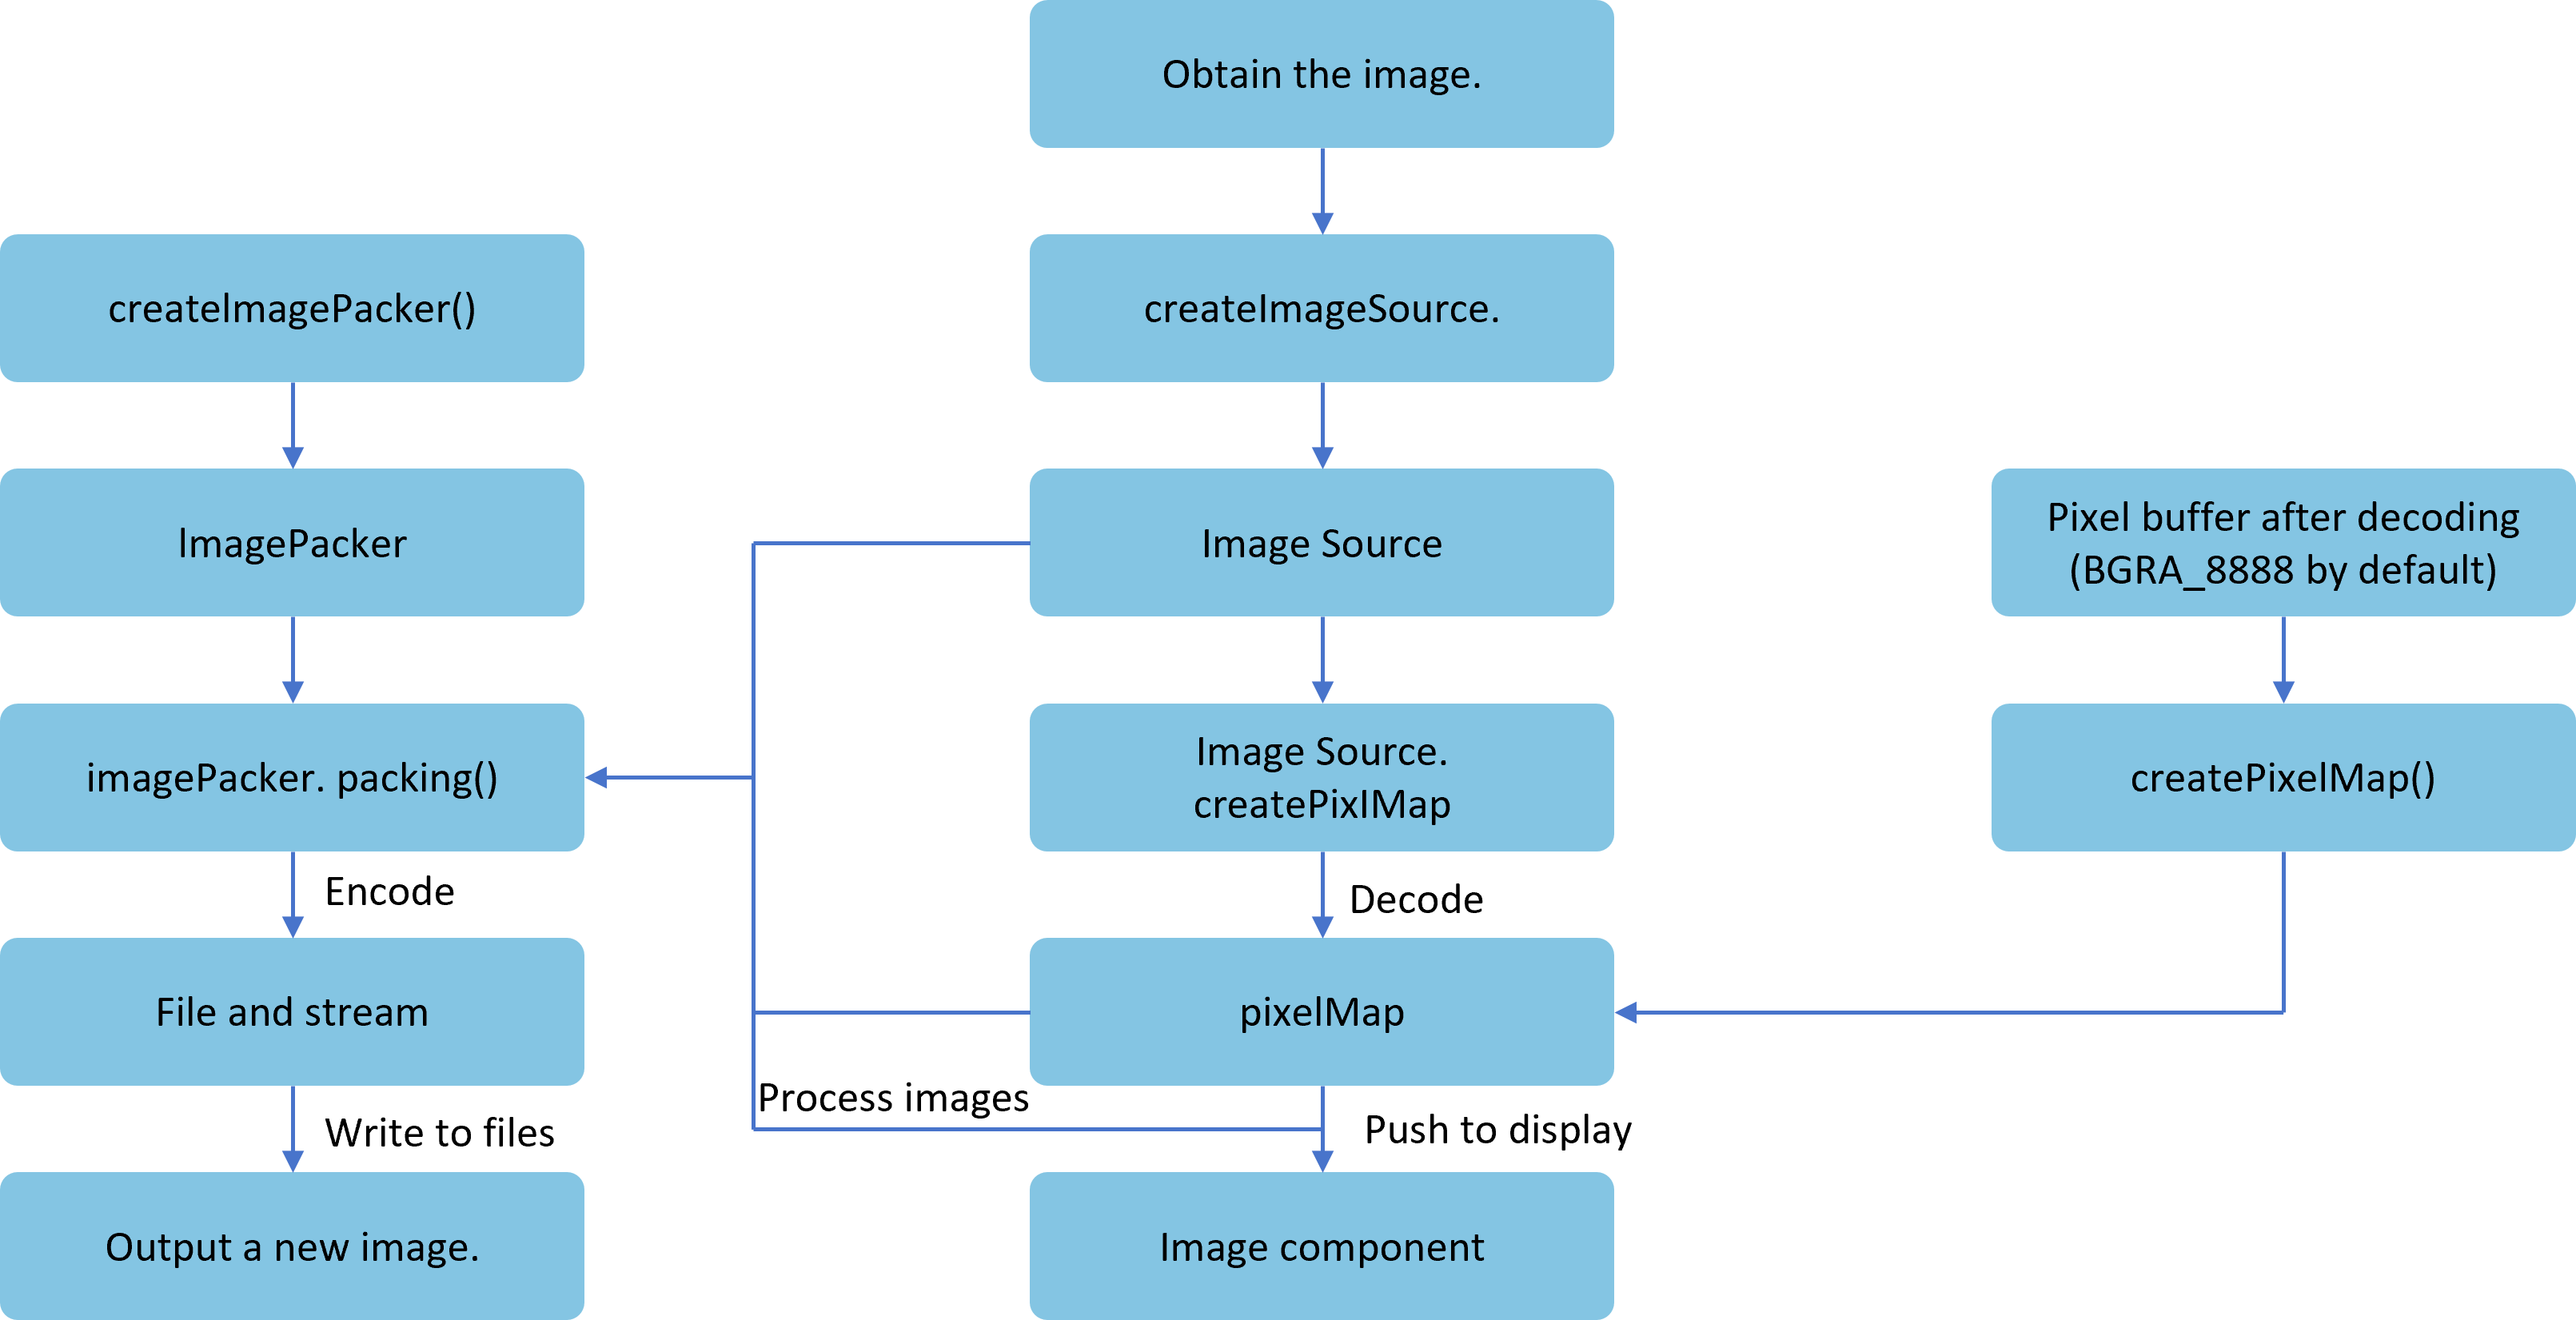 Obtain the image.
createImagePacker()
createImageSource.
ImagePacker
Image Source
Pixel buffer after decoding
(BGRA_8888 by default)
imagePacker. packing()
Image Source.
createPixlMap
createPixelMap()
Encode
Decode
File and stream
pixelMap
Process images
Write to files
Push to display
Output a new image.
Image component